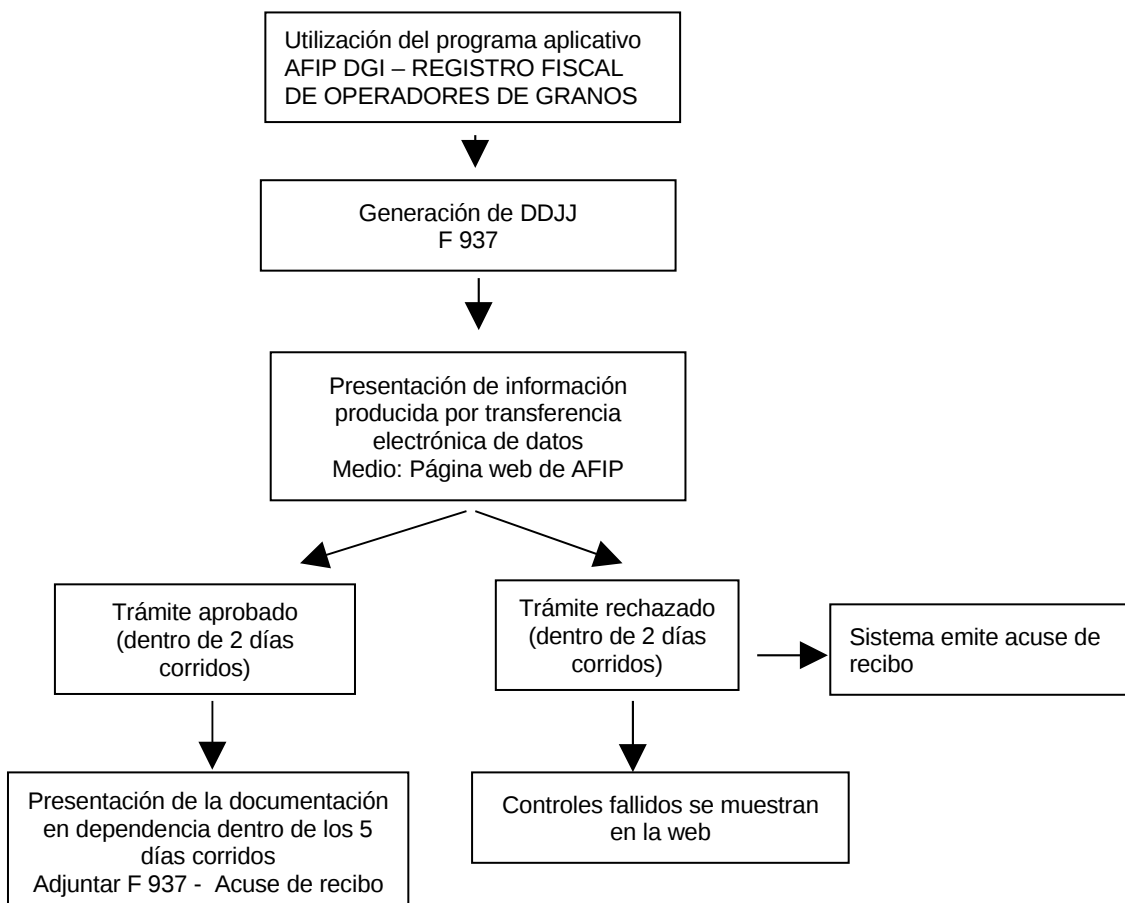 Utilización del programa aplicativo
AFIP DGI – REGISTRO FISCAL
DE OPERADORES DE GRANOS
Generación de DDJJ
F 937
Presentación de información
producida por transferencia
electrónica de datos
Medio: Página web de AFIP
Trámite aprobado
(dentro de 2 días
corridos)
Trámite rechazado
(dentro de 2 días
corridos)
Sistema emite acuse de
recibo
Presentación de la documentación
en dependencia dentro de los 5
días corridos
Adjuntar F 937 - Acuse de recibo
Controles fallidos se muestran
en la web